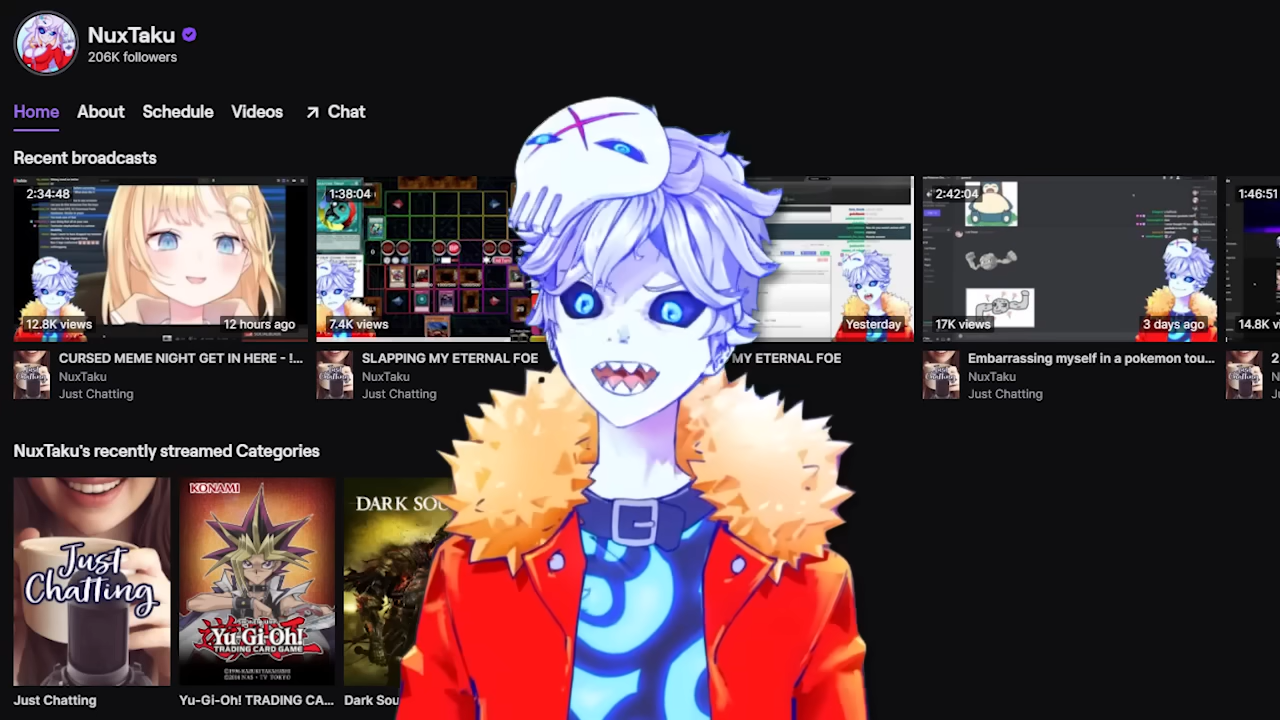 NuxTaku
206K followers
Home About Schedule Videos Chat
Recent broadcasts
2:34:48
12.8K views
12 hours ago
1:38:04
7.4K views
Yesterday
2:42:04
17K views
3 days ago
1:46:51
14.8K v
CURSED MEME NIGHT GET IN HERE - !...
NuxTaku
Just Chatting
SLAPPING MY ETERNAL FOE
NuxTaku
Just Chatting
MY ETERNAL FOE
Embarrassing myself in a pokemon tou...
NuxTaku
Just Chatting
NuxTaku's recently streamed Categories
Just
Chatting
KONAMI
Yu-Gi-Oh!
TRADING CARD GAME
DARK SOU
Just Chatting
Yu-Gi-Oh! TRADING CA...
Dark Sou